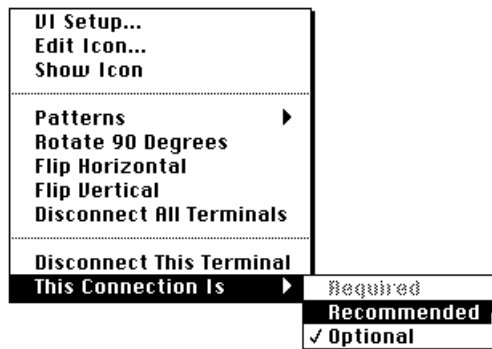 VI Setup...
Edit Icon...
Show Icon
Patterns
Rotate 90 Degrees
Flip Horizontal
Flip Vertical
Disconnect All Terminals
Disconnect This Terminal
This Connection Is
Required
Recommended
✓ Optional